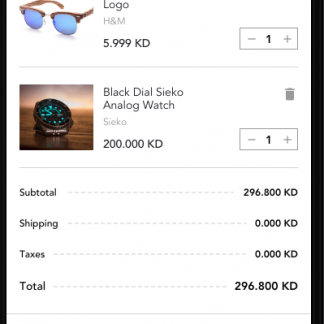 Logo
H&M
5.999 KD
− 1 +
Black Dial Sieko
Analog Watch
Sieko
200.000 KD
− 1 +
Subtotal 296.800 KD
Shipping 0.000 KD
Taxes 0.000 KD
Total 296.800 KD